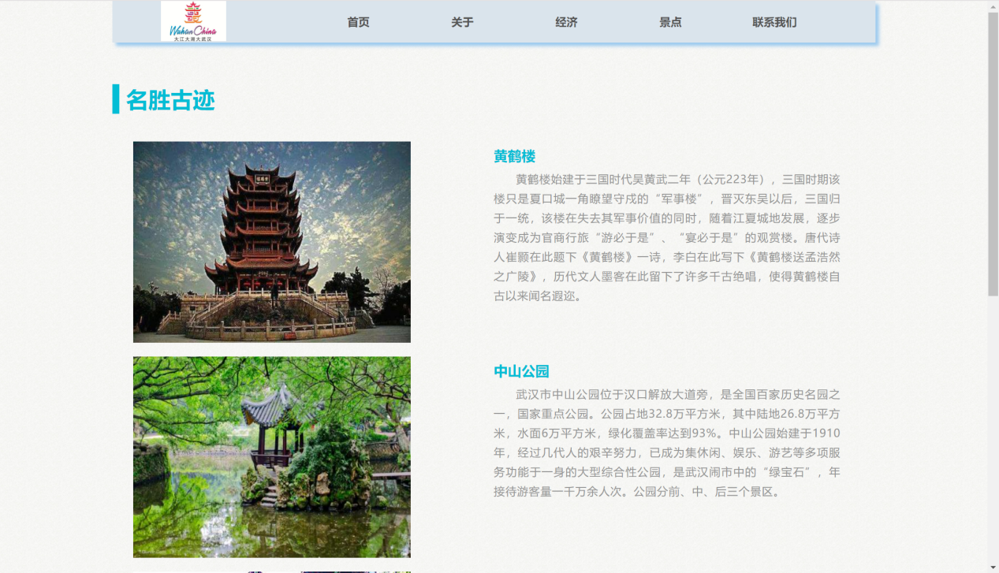 Wuhan China
大江大湖大武汉
首页 关于 经济 景点 联系我们
名胜古迹
黄鹤楼
黄鹤楼始建于三国时代吴黄武二年（公元223年），三国时期该
楼只是夏口城一角瞭望守戍的“军事楼”，晋灭东吴以后，三国归
于一统，该楼在失去其军事价值的同时，随着江夏城地发展，逐步
演变成为官商行旅“游必于是”、“宴必于是”的观赏楼。唐代诗
人崔颢在此题下《黄鹤楼》一诗，李白在此写下《黄鹤楼送孟浩然
之广陵》，历代文人墨客在此留下了许多千古绝唱，使得黄鹤楼自
古以来闻名遐迩。
中山公园
武汉市中山公园位于汉口解放大道旁，是全国百家历史名园之
一，国家重点公园。公园占地32.8万平方米，其中陆地26.8万平方
米，水面6万平方米，绿化覆盖率达到93%。中山公园始建于1910
年，经过几代人的艰辛努力，已成为集休闲、娱乐、游艺等多项服
务功能于一身的大型综合性公园，是武汉闹市中的“绿宝石”，年
接待游客量一千万余人次。公园分前、中、后三个景区。